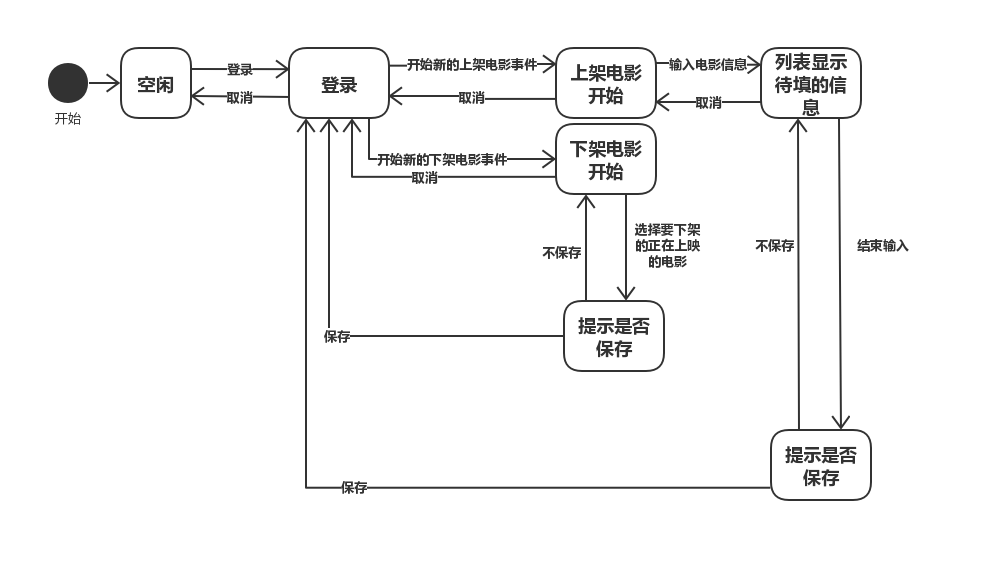 开始
空闲
登录
取消
登录
开始新的上架电影事件
取消
上架电影
开始
输入电影信息
取消
列表显示
待填的信
息
开始新的下架电影事件
取消
下架电影
开始
不保存
选择要下架
的正在上映
的电影
不保存
结束输入
提示是否
保存
保存
提示是否
保存
保存